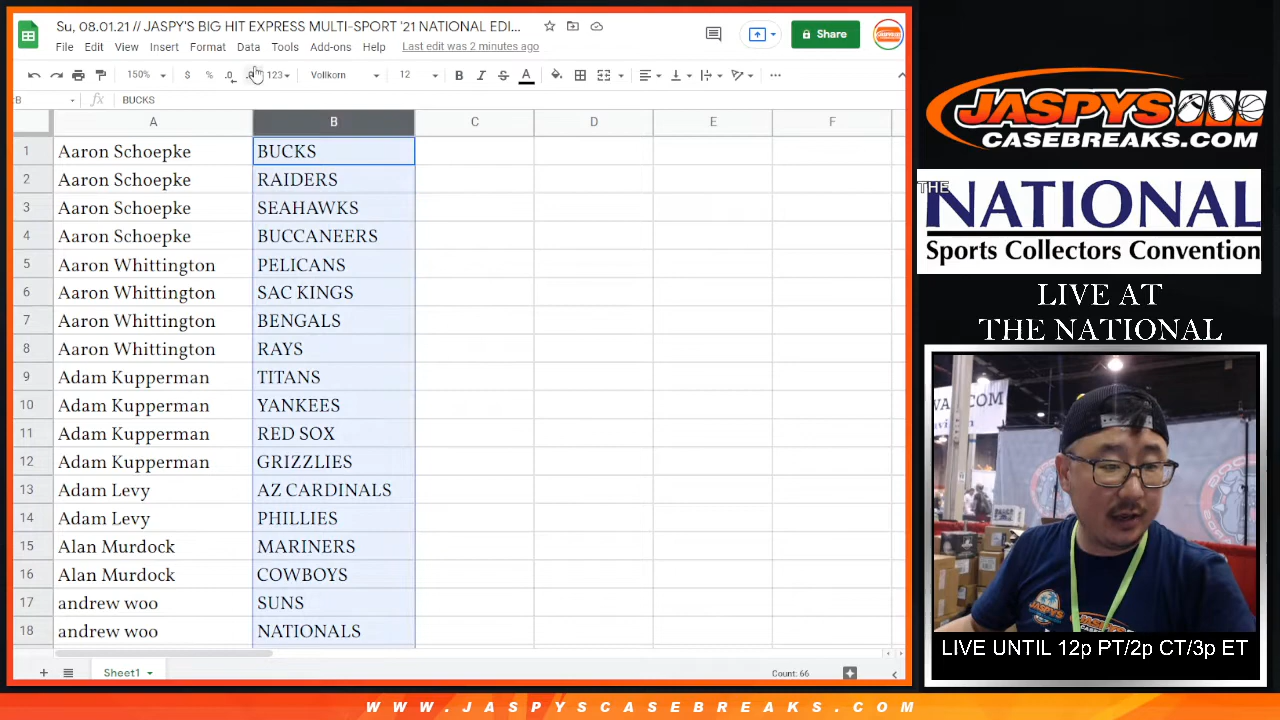 Su, 08.01.21 // JASPY'S BIG HIT EXPRESS MULTI-SPORT '21 NATIONAL EDI...
File Edit View Insert Format Data Tools Add-ons Help Last edit was 2 minutes ago
Share
150% $ % .0 123 Vollkorn 12 B I S A
B fx BUCKS
A B C D E F
1 Aaron Schoepke BUCKS
2 Aaron Schoepke RAIDERS
3 Aaron Schoepke SEAHAWKS
4 Aaron Schoepke BUCCANEERS
5 Aaron Whittington PELICANS
6 Aaron Whittington SAC KINGS
7 Aaron Whittington BENGALS
8 Aaron Whittington RAYS
9 Adam Kupperman TITANS
10 Adam Kupperman YANKEES
11 Adam Kupperman RED SOX
12 Adam Kupperman GRIZZLIES
13 Adam Levy AZ CARDINALS
14 Adam Levy PHILLIES
15 Alan Murdock MARINERS
16 Alan Murdock COWBOYS
17 andrew woo SUNS
18 andrew woo NATIONALS
Sheet1
Count: 66
JASPYS
CASEBREAKS.COM
THE
NATIONAL
Sports Collectors Convention
LIVE AT
THE NATIONAL
LIVE UNTIL 12p PT/2p CT/3p ET
WWW.JASPYSCASEBREAKS.COM